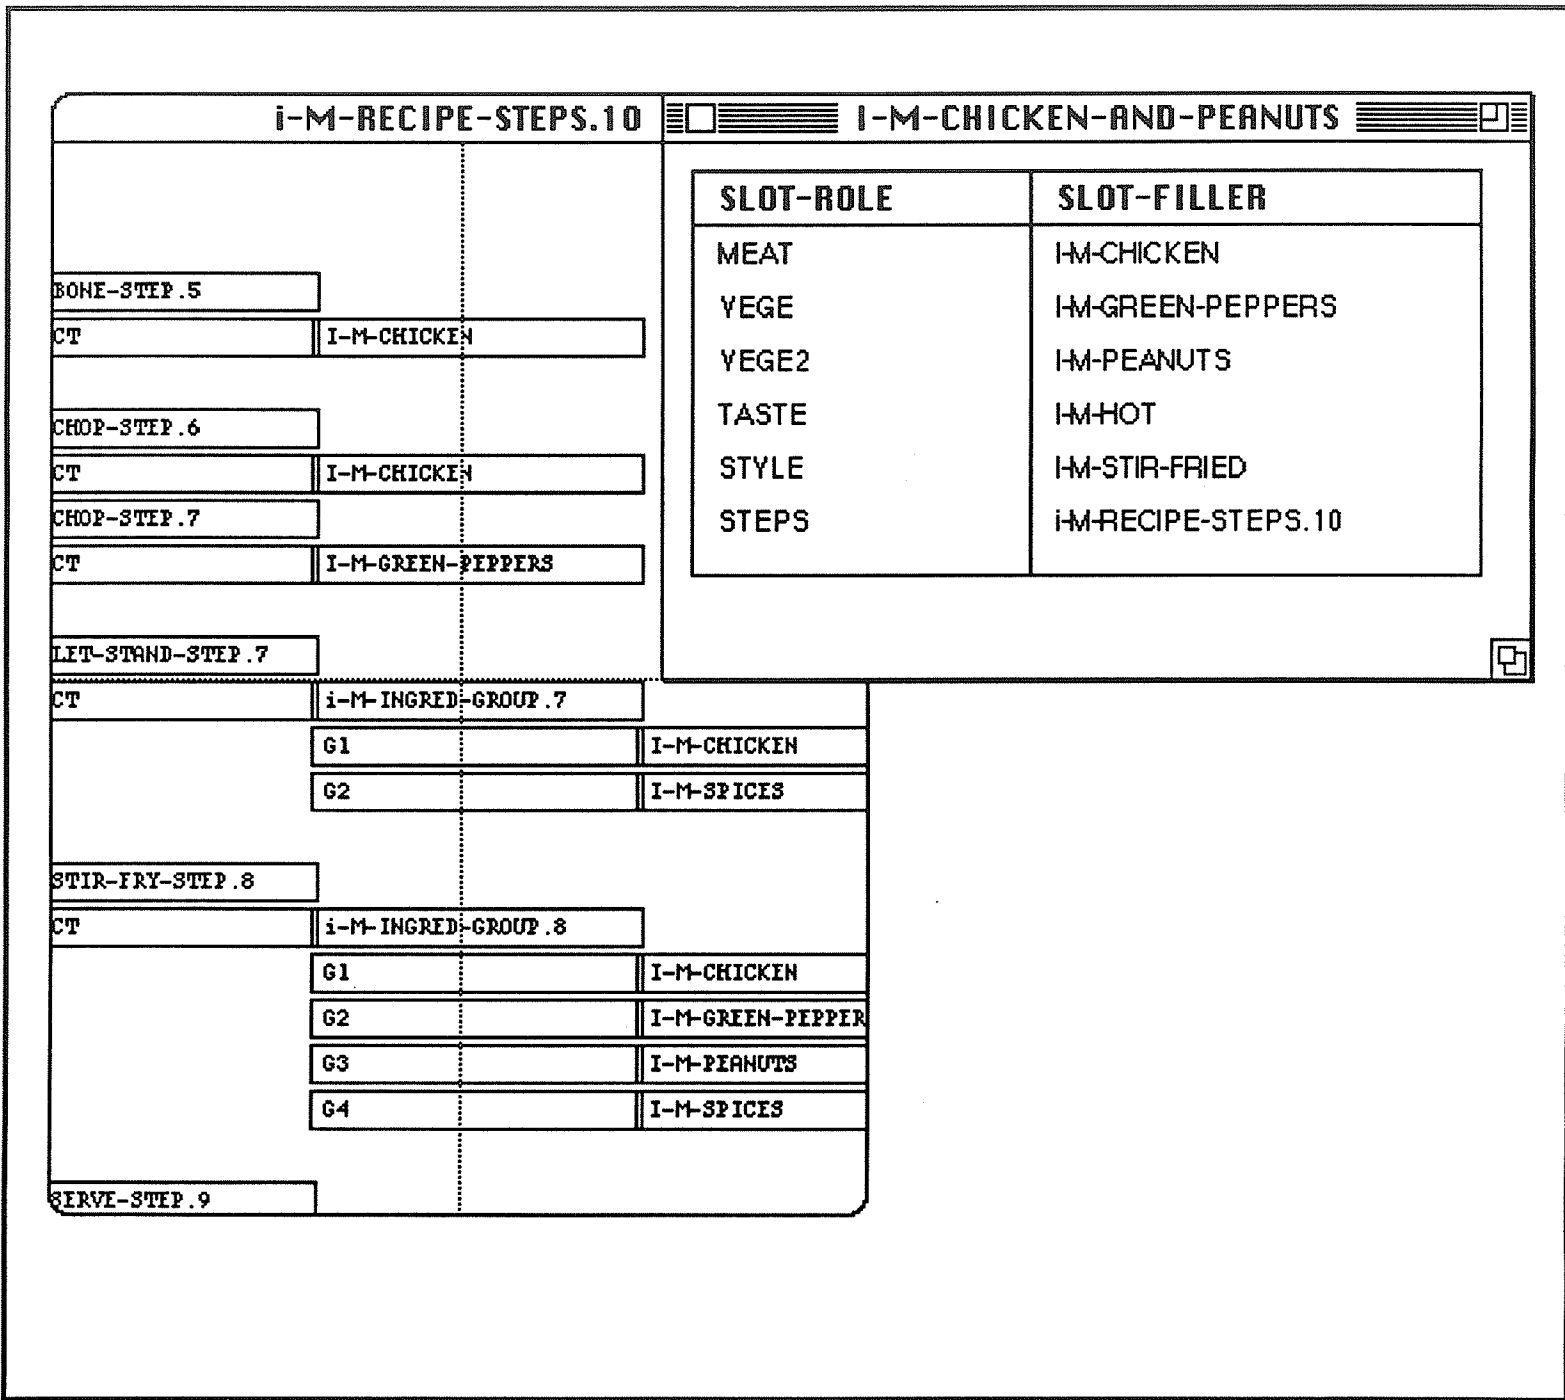 i-M-RECIPE-STEPS.10
BONE-STEP.5
CT I-M-CHICKEN
CHOP-STEP.6
CT I-M-CHICKEN
CHOP-STEP.7
CT I-M-GREEN-PEPPERS
LET-STAND-STEP.7
CT i-M-INGRED-GROUP.7
G1 I-M-CHICKEN
G2 I-M-SPICES
STIR-FRY-STEP.8
CT i-M-INGRED-GROUP.8
G1 I-M-CHICKEN
G2 I-M-GREEN-PEPPER
G3 I-M-PEANUTS
G4 I-M-SPICES
SERVE-STEP.9
I-M-CHICKEN-AND-PEANUTS
SLOT-ROLE SLOT-FILLER
MEAT I-M-CHICKEN
VEGE I-M-GREEN-PEPPERS
VEGE2 I-M-PEANUTS
TASTE I-M-HOT
STYLE I-M-STIR-FRIED
STEPS i-M-RECIPE-STEPS.10